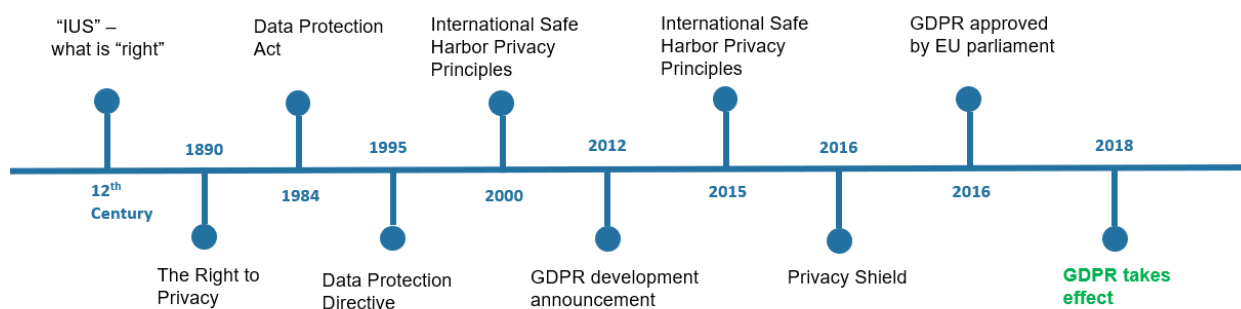 “IUS” –
what is “right”
Data Protection
Act
International Safe
Harbor Privacy
Principles
International Safe
Harbor Privacy
Principles
GDPR approved
by EU parliament
1890
1995
2012
2016
2018
12th
Century
1984
2000
2015
2016
The Right to
Privacy
Data Protection
Directive
GDPR development
announcement
Privacy Shield
GDPR takes
effect